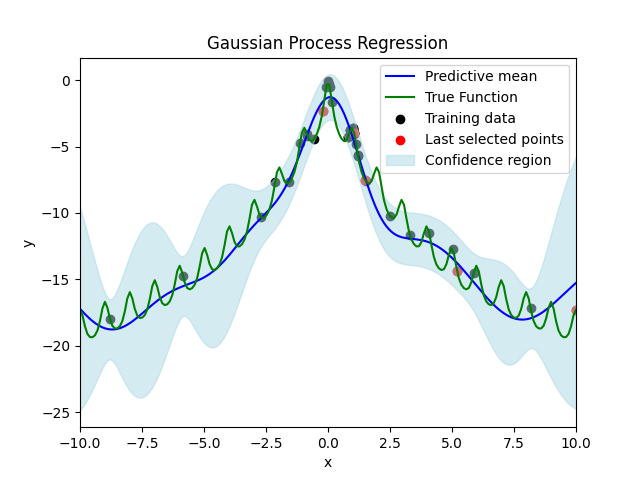 Gaussian Process Regression
Predictive mean
True Function
Training data
Last selected points
Confidence region
y
0
−5
−10
−15
−20
−25
−10.0 −7.5 −5.0 −2.5 0.0 2.5 5.0 7.5 10.0
x